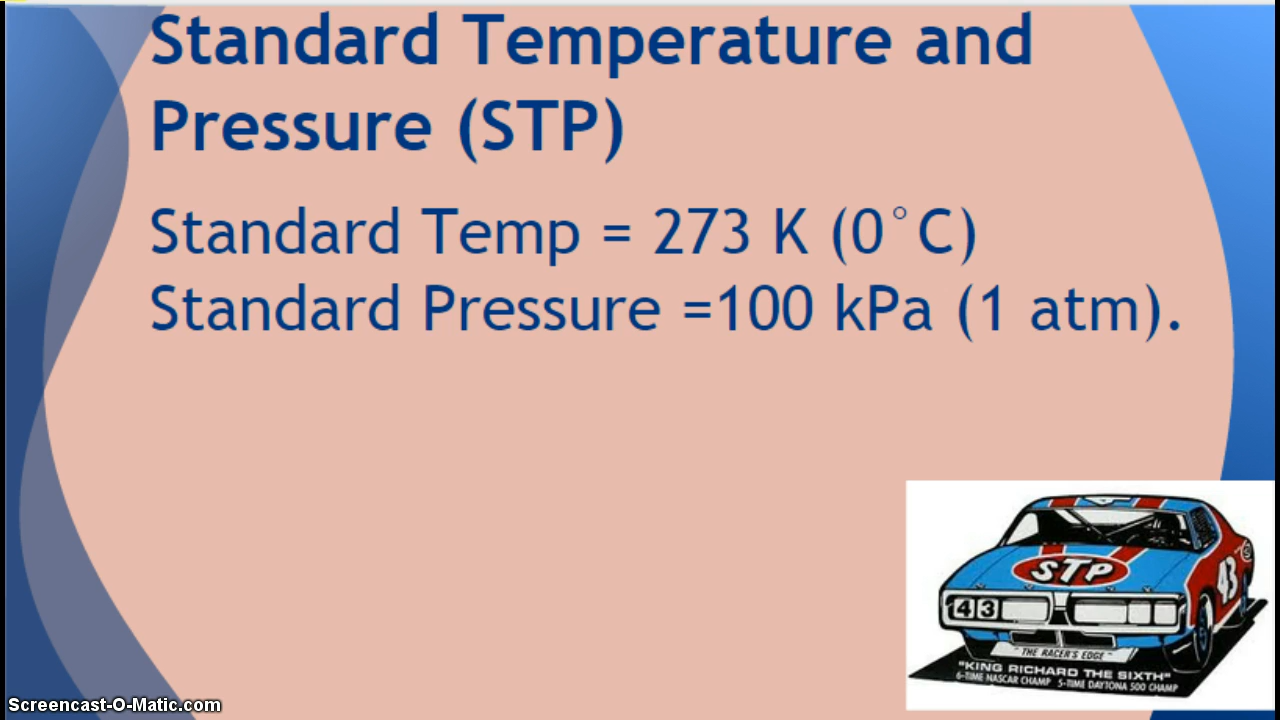 Standard Temperature and
Pressure (STP)
Standard Temp = 273 K (0°C)
Standard Pressure =100 kPa (1 atm).
STP
43
43
"THE RACER'S EDGE"
"KING RICHARD THE SIXTH"
6-TIME NASCAR CHAMP 5-TIME DAYTONA 500 CHAMP
Screencast-O-Matic.com